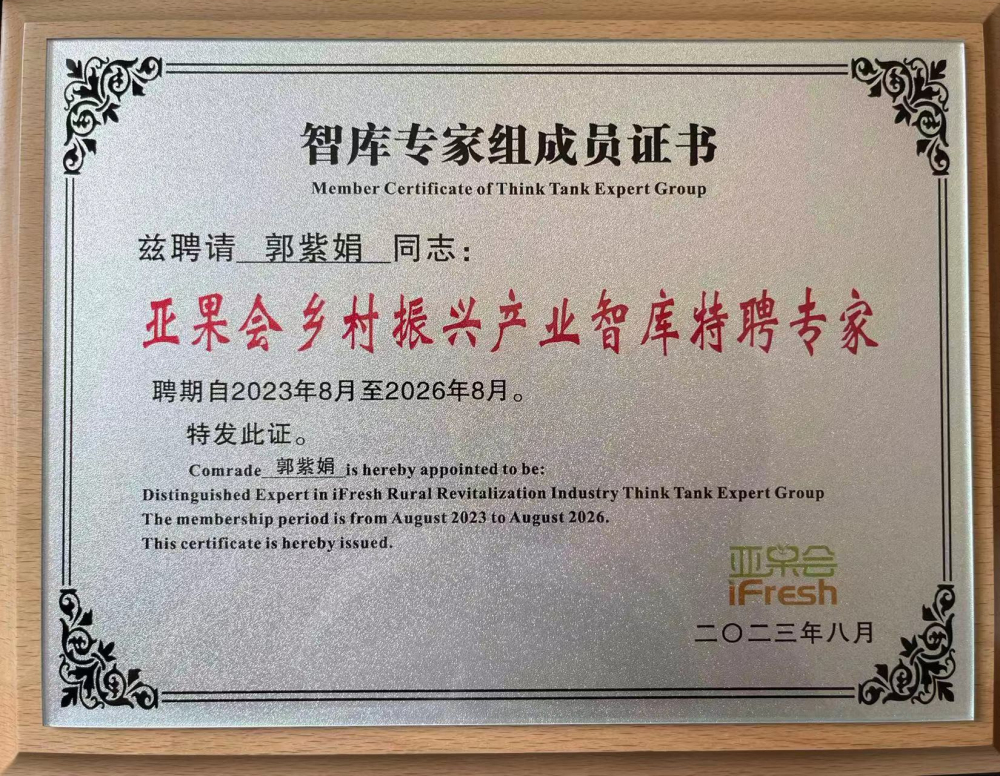 智库专家组成员证书
Member Certificate of Think Tank Expert Group
兹聘请 郭紫娟 同志：
亚果会乡村振兴产业智库特聘专家
聘期自2023年8月至2026年8月。
特发此证。
Comrade 郭紫娟 is hereby appointed to be:
Distinguished Expert in iFresh Rural Revitalization Industry Think Tank Expert Group
The membership period is from August 2023 to August 2026.
This certificate is hereby issued.
亚果会
iFresh
二〇二三年八月